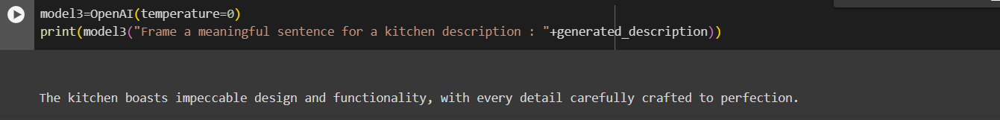 model3=OpenAI(temperature=0)
print(model3("Frame a meaningful sentence for a kitchen description : "+generated_description))
The kitchen boasts impeccable design and functionality, with every detail carefully crafted to perfection.